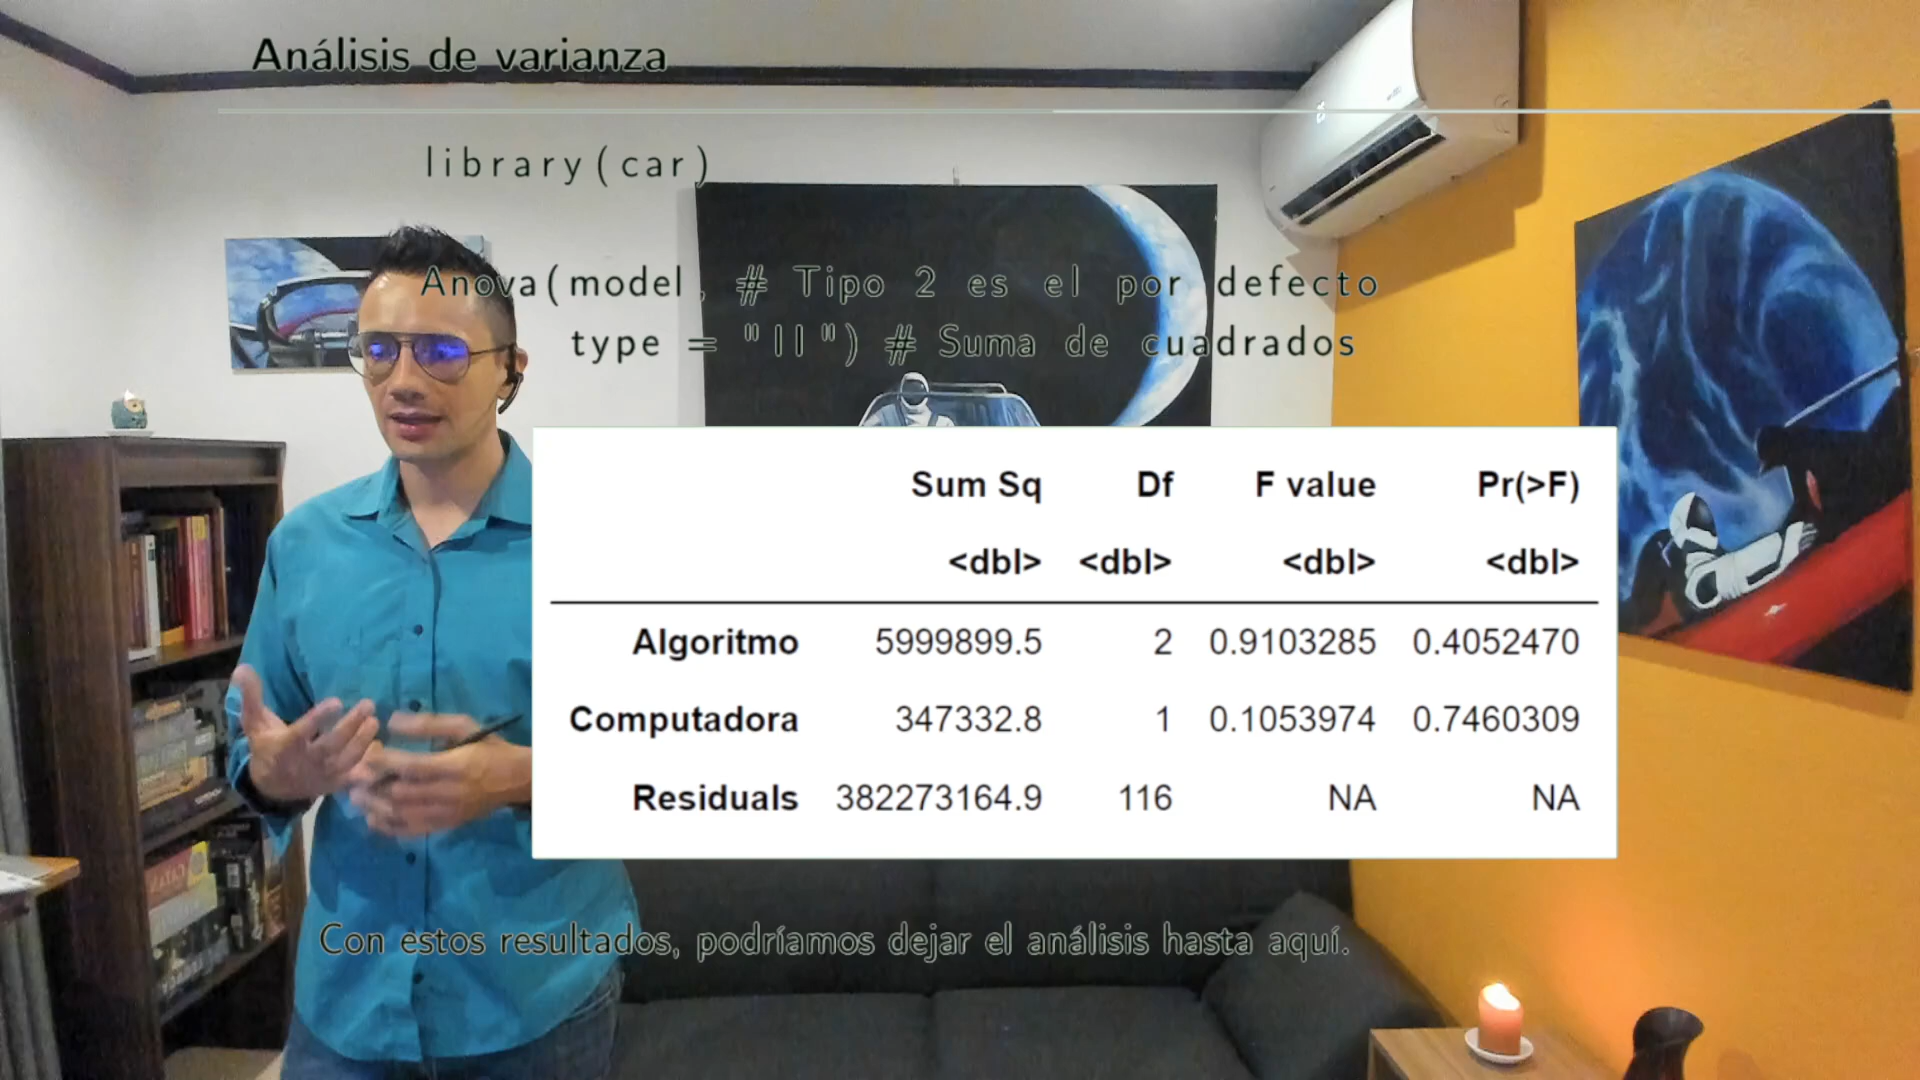 Análisis de varianza
library(car)
Anova(model, # Tipo 2 es el por defecto
type = "II") # Suma de cuadrados
Sum Sq Df F value Pr(>F)
<dbl> <dbl> <dbl> <dbl>
Algoritmo 5999899.5 2 0.9103285 0.4052470
Computadora 347332.8 1 0.1053974 0.7460309
Residuals 382273164.9 116 NA NA
Con estos resultados, podríamos dejar el análisis hasta aquí.